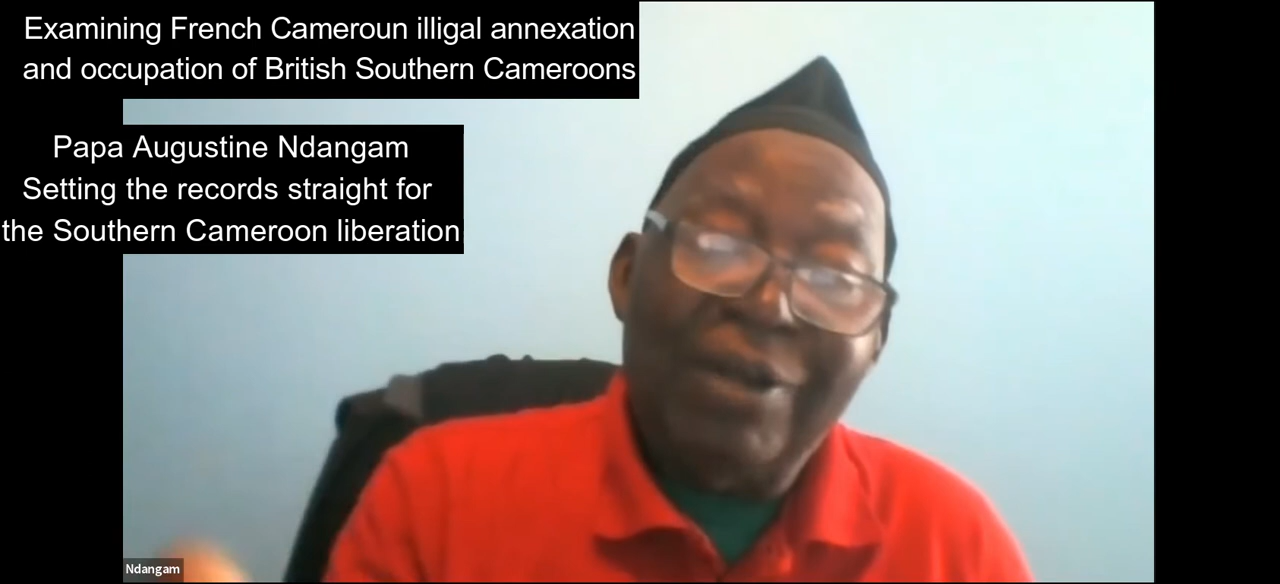 Examining French Cameroun illigal annexation
and occupation of British Southern Cameroons
Papa Augustine Ndangam
Setting the records straight for
the Southern Cameroon liberation
Ndangam